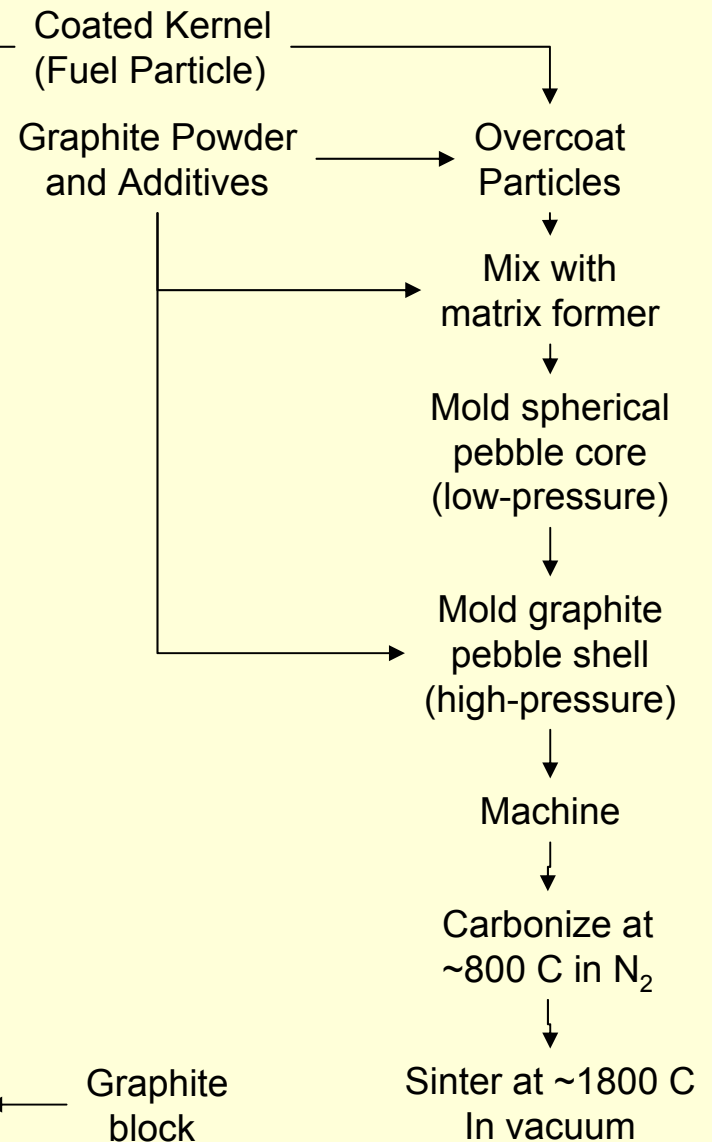 Coated Kernel
(Fuel Particle)
Graphite Powder
and Additives
Overcoat
Particles
Mix with
matrix former
Mold spherical
pebble core
(low-pressure)
Mold graphite
pebble shell
(high-pressure)
Machine
Carbonize at
~800 C in N₂
Sinter at ~1800 C
In vacuum
Graphite
block